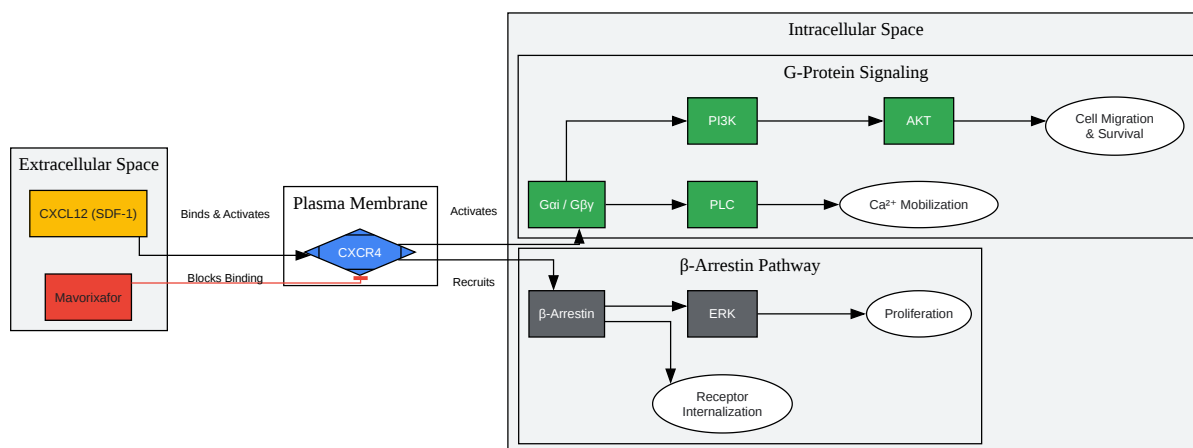 Intracellular Space
G-Protein Signaling
PI3K
AKT
Cell Migration
& Survival
Extracellular Space
CXCL12 (SDF-1)
Binds & Activates
Plasma Membrane
Activates
Gαi / Gβγ
PLC
Ca²⁺ Mobilization
CXCR4
β-Arrestin Pathway
Mavorixafor
Blocks Binding
Recruits
β-Arrestin
ERK
Proliferation
Receptor
Internalization